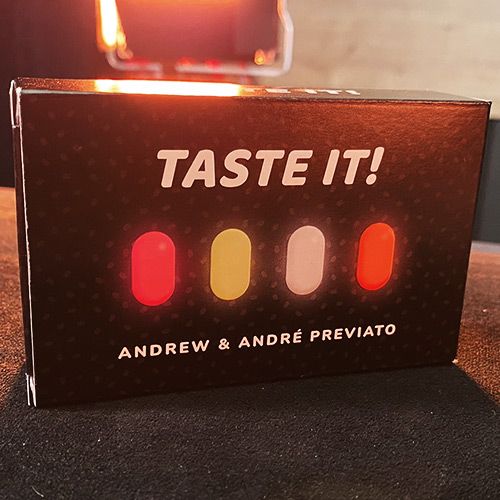 TASTE IT!
ANDREW & ANDRÉ PREVIATO